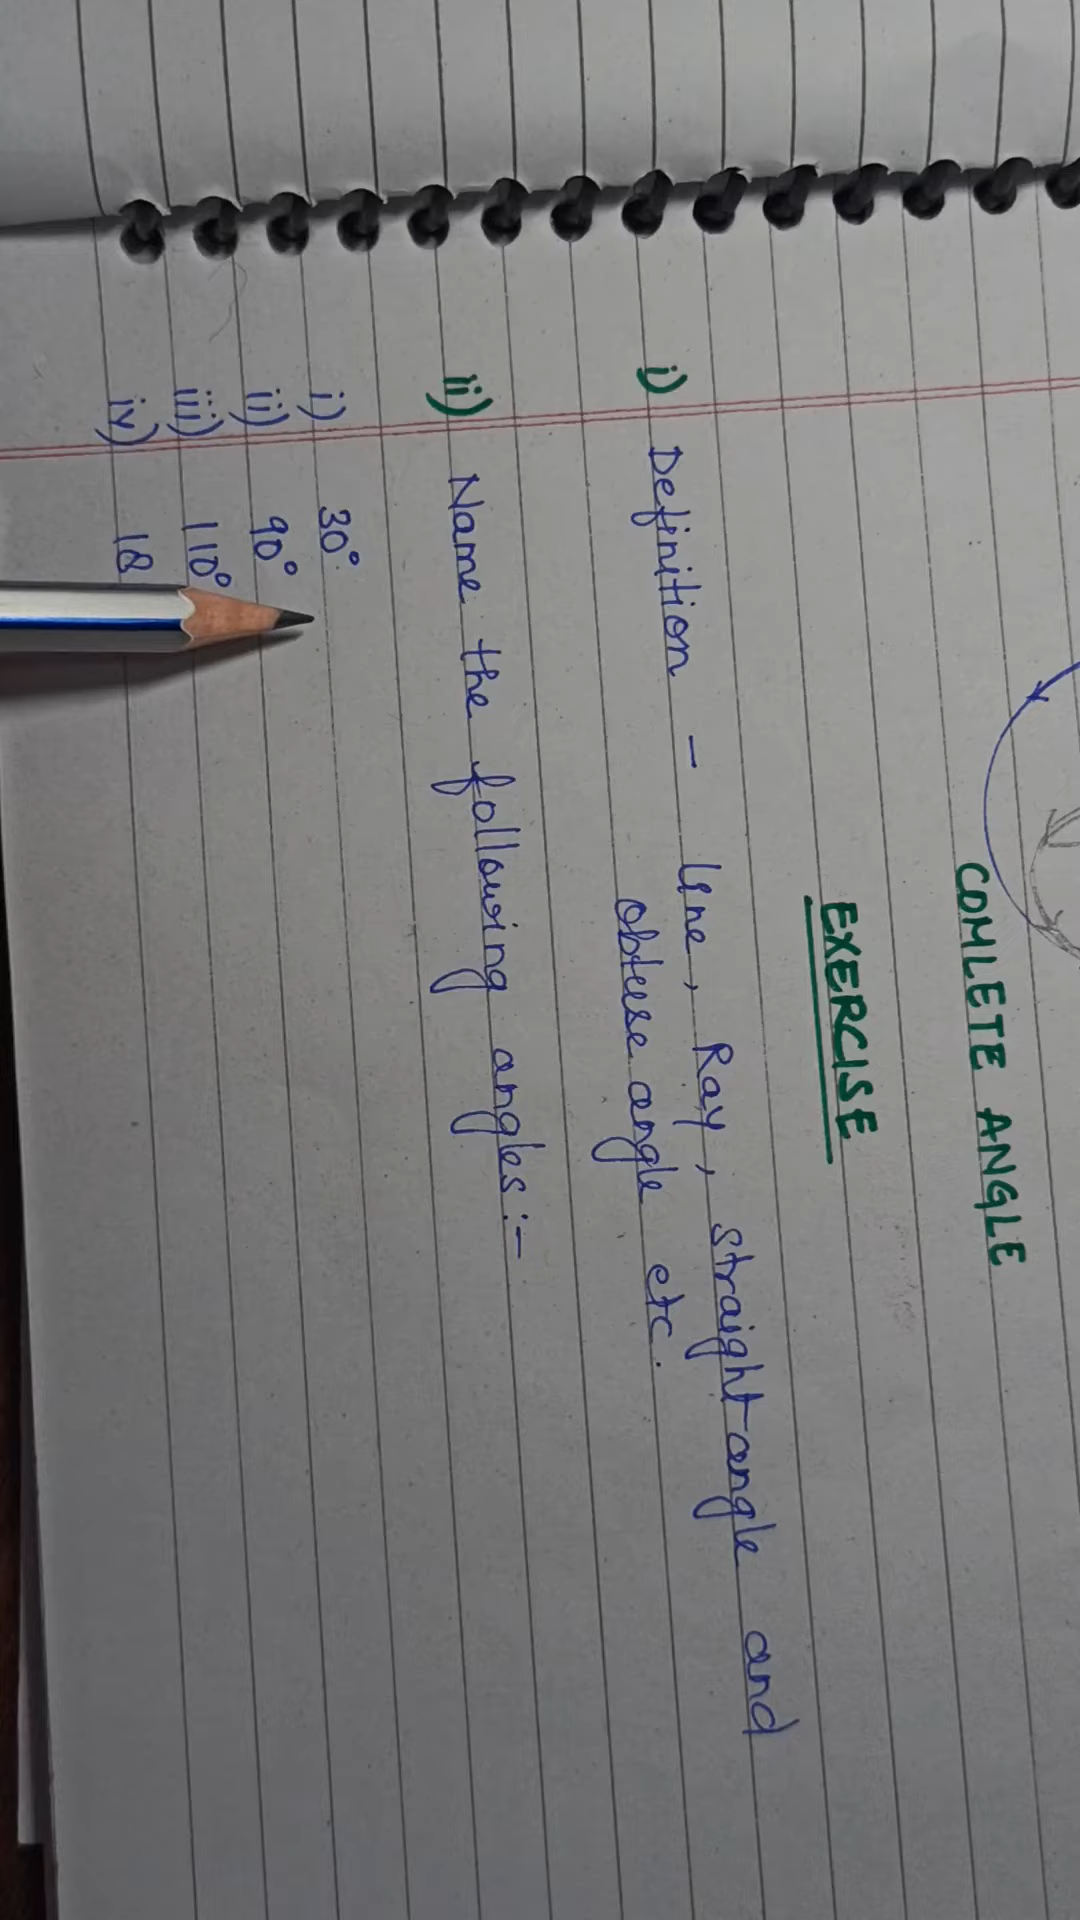 COMLETE ANGLE
EXERCISE
i) Definition - Line, Ray, straight angle and
obtuse angle etc.
ii) Name the following angles:-
i) 30°
ii) 90°
iii) 110°
iv) 18